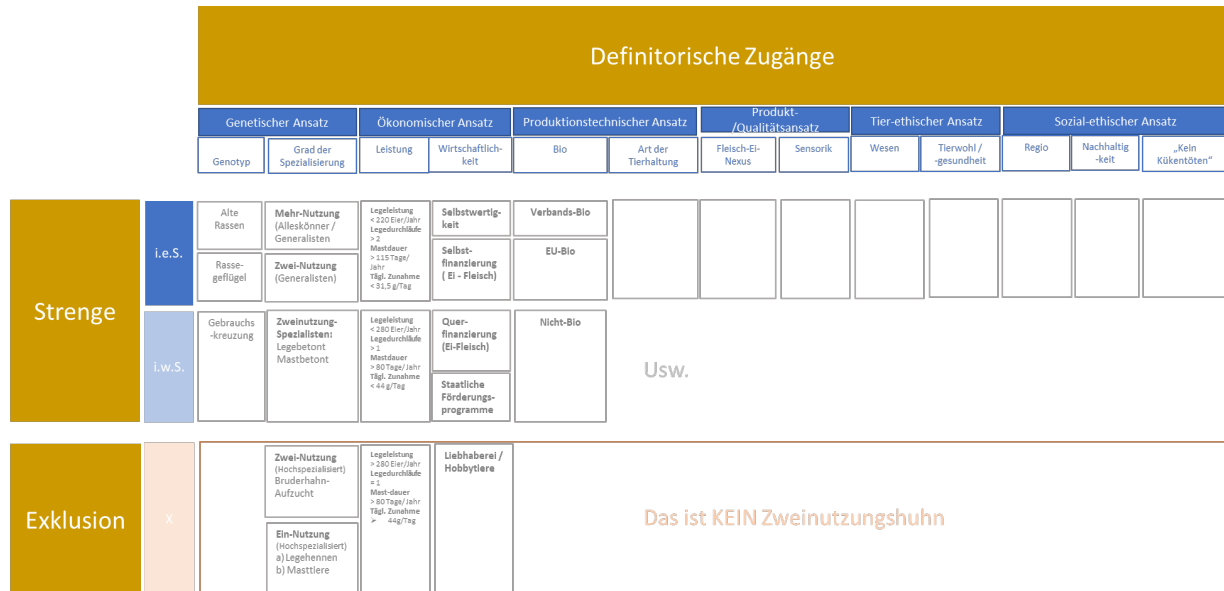 Definitorische Zugänge
Genetischer Ansatz
Ökonomischer Ansatz
Produktionstechnischer Ansatz
Produkt-
/Qualitätsansatz
Tier-ethischer Ansatz
Sozial-ethischer Ansatz
Genotyp
Grad der
Spezialisierung
Leistung
Wirtschaftlich-
keit
Bio
Art der
Tierhaltung
Fleisch-Ei-
Nexus
Sensorik
Wesen
Tierwohl /
-gesundheit
Regio
Nachhaltig
-keit
„Kein
Kükentöten“
Strenge
i.e.S.
Alte
Rassen
Rasse-
geflügel
Mehr-Nutzung
(Alleskönner /
Generalisten
Zwei-Nutzung
(Generalisten)
Legeleistung
< 220 Eier/Jahr
Legedurchläufe
> 2
Mastdauer
> 115 Tage/
Jahr
Tägl. Zunahme
< 31,5 g/Tag
Selbstwertig-
keit
Selbst-
finanzierung
( Ei - Fleisch)
Verbands-Bio
EU-Bio
i.w.S.
Gebrauchs
-kreuzung
Zweinutzung-
Spezialisten:
Legebetont
Mastbetont
Legeleistung
< 280 Eier/Jahr
Legedurchläufe
> 1
Mastdauer
> 80 Tage/Jahr
Tägl. Zunahme
< 44 g/Tag
Quer-
finanzierung
(Ei-Fleisch)
Staatliche
Förderungs-
programme
Nicht-Bio
Usw.
Exklusion
X
Zwei-Nutzung
(Hochspezialisiert)
Bruderhahn-
Aufzucht
Ein-Nutzung
(Hochspezialisiert)
a) Legehennen
b) Masttiere
Legeleistung
> 280 Eier/Jahr
Legedurchläufe
= 1
Mast-dauer
> 80 Tage/Jahr
Tägl. Zunahme
➢ 44g/Tag
Liebhaberei /
Hobbytiere
Das ist KEIN Zweinutzungshuhn